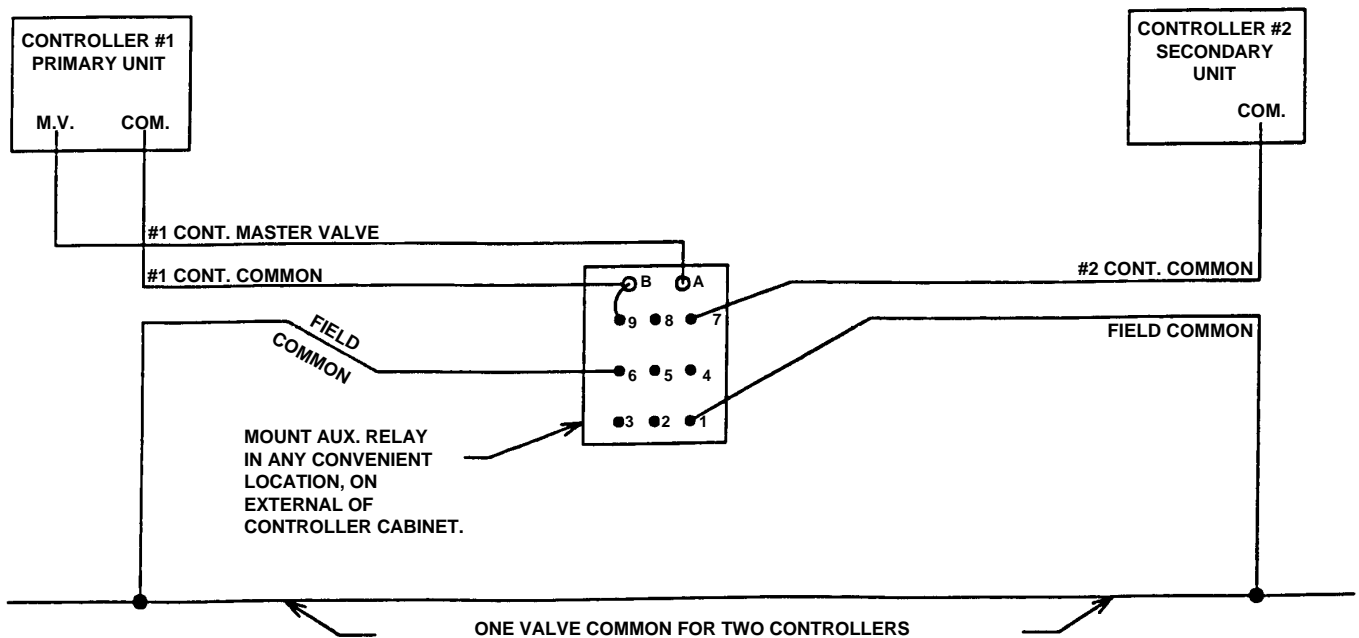 CONTROLLER #1
PRIMARY UNIT
M.V. COM.
CONTROLLER #2
SECONDARY
UNIT
COM.
#1 CONT. MASTER VALVE
#1 CONT. COMMON
#2 CONT. COMMON
FIELD
COMMON
FIELD COMMON
B A
9 8 7
6 5 4
3 2 1
MOUNT AUX. RELAY
IN ANY CONVENIENT
LOCATION, ON
EXTERNAL OF
CONTROLLER CABINET.
ONE VALVE COMMON FOR TWO CONTROLLERS